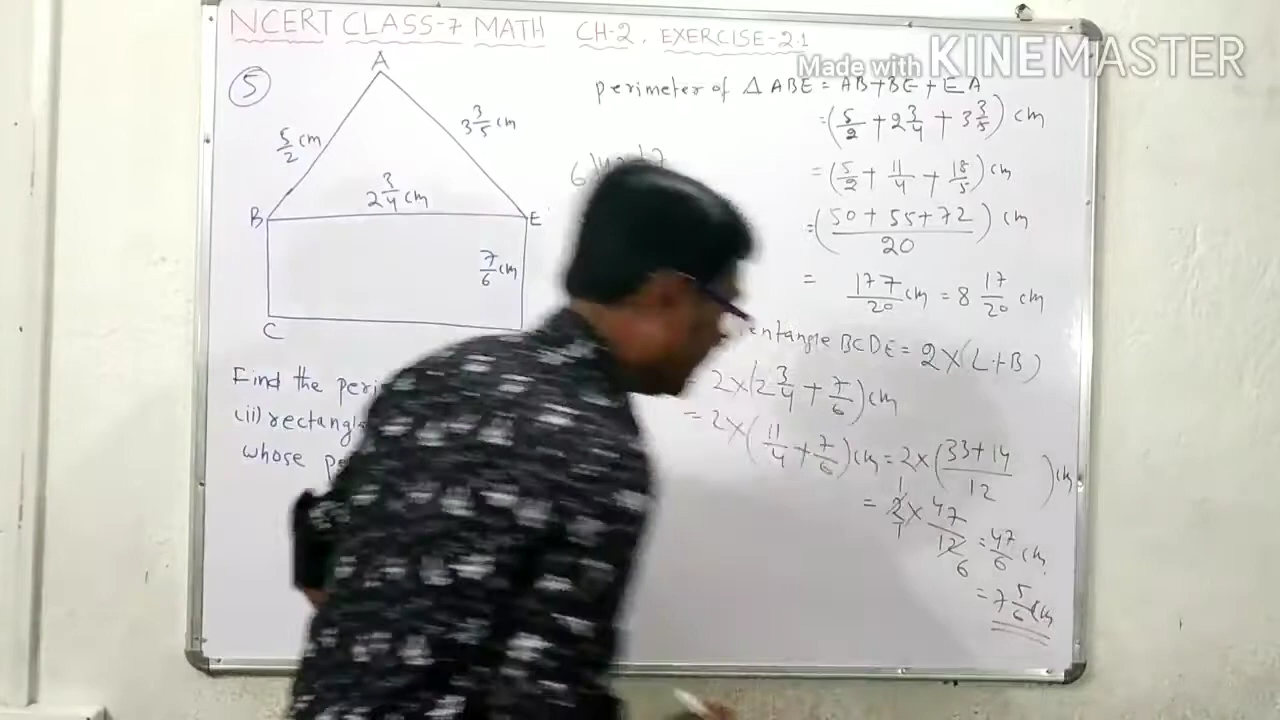 NCERT CLASS-7 MATH CH-2, EXERCISE-2.1
Made with KINEMASTER
5
A
5/2 cm
3 3/5 cm
2 3/4 cm
B
E
7/6 cm
C
Find the peri
(ii) rectangle
whose pe
perimeter of △ ABE = AB+BE+EA
=(5/2 + 2 3/4 + 3 3/5) cm
=(5/2 + 11/4 + 18/5) cm
=((50+55+72)/20) cm
= 177/20 cm = 8 17/20 cm
entangle BCDE = 2×(L+B)
2×(2 3/4 + 7/6) cm
= 2×(11/4 + 7/6) cm = 2×((33+14)/12) cm
= 2/1 × 47/12 = 47/6 cm.
1
6
= 7 5/6 cm